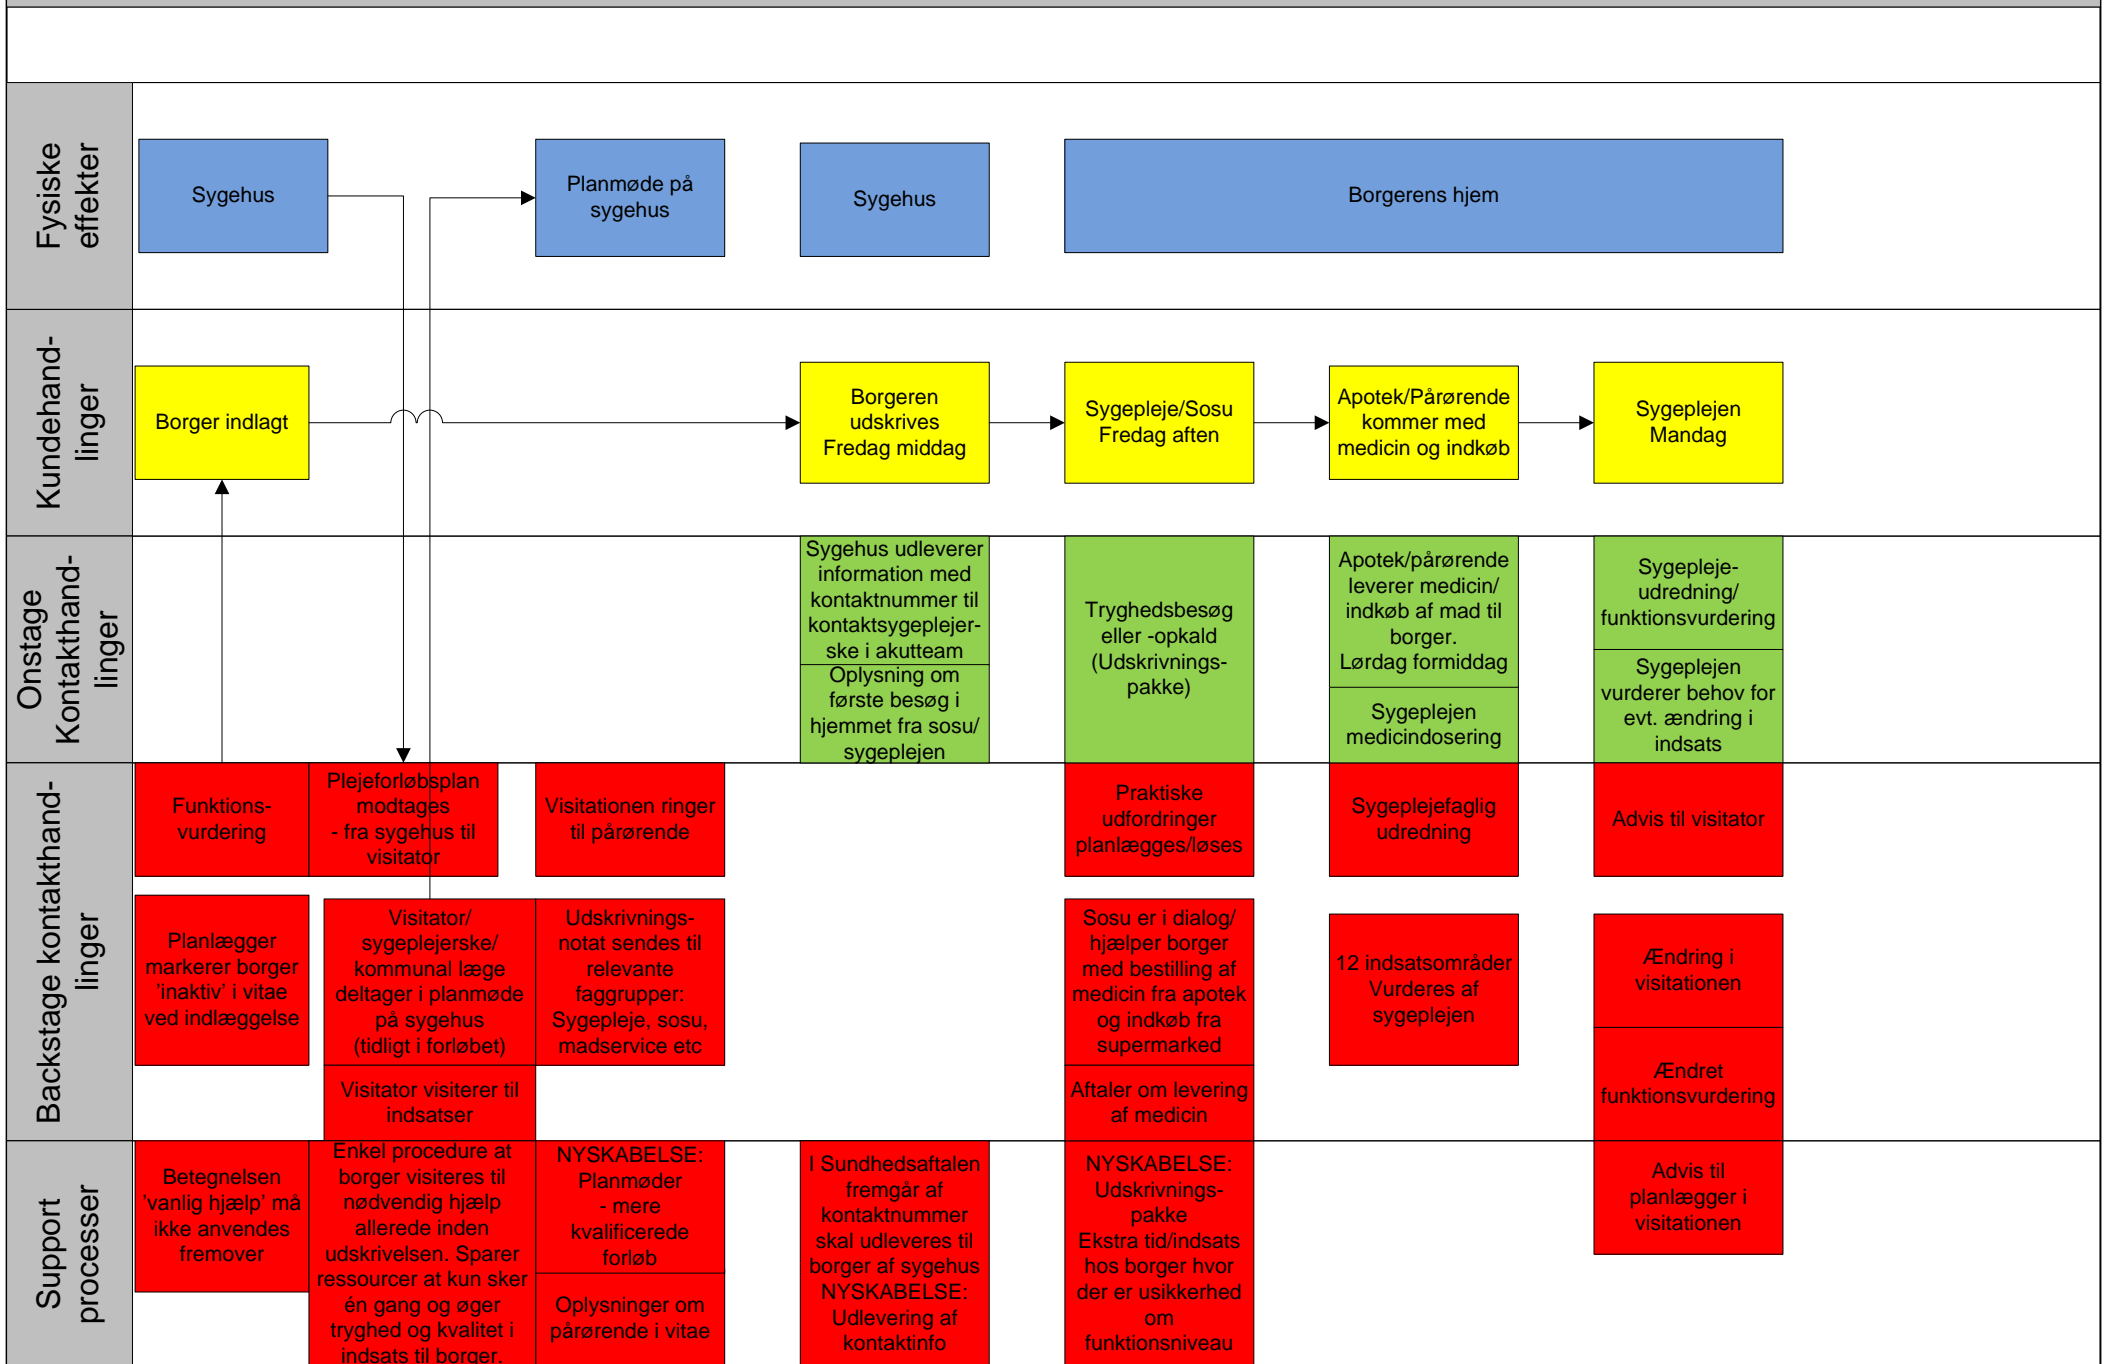 Fysiske
effekter
Sygehus
Planmøde på
sygehus
Sygehus
Borgerens hjem
Kundehand-
linger
Borger indlagt
Borgeren
udskrives
Fredag middag
Sygepleje/Sosu
Fredag aften
Apotek/Pårørende
kommer med
medicin og indkøb
Sygeplejen
Mandag
Onstage
Kontakthand-
linger
Sygehus udleverer
information med
kontaktnummer til
kontaktsygeplejer-
ske i akutteam
Oplysning om
første besøg i
hjemmet fra sosu/
sygeplejen
Tryghedsbesøg
eller -opkald
(Udskrivnings-
pakke)
Apotek/pårørende
leverer medicin/
indkøb af mad til
borger.
Lørdag formiddag
Sygeplejen
medicindosering
Sygepleje-
udredning/
funktionsvurdering
Sygeplejen
vurderer behov for
evt. ændring i
indsats
Backstage kontakthand-
linger
Funktions-
vurdering
Plejeforløbsplan
modtages
- fra sygehus til
visitator
Visitationen ringer
til pårørende
Praktiske
udfordringer
planlægges/løses
Sygeplejefaglig
udredning
Advis til visitator
Planlægger
markerer borger
'inaktiv' i vitae
ved indlæggelse
Visitator/
sygeplejerske/
kommunal læge
deltager i planmøde
på sygehus
(tidligt i forløbet)
Visitator visiterer til
indsatser
Udskrivnings-
notat sendes til
relevante
faggrupper:
Sygepleje, sosu,
madservice etc
Sosu er i dialog/
hjælper borger
med bestilling af
medicin fra apotek
og indkøb fra
supermarked
Aftaler om levering
af medicin
12 indsatsområder
Vurderes af
sygeplejen
Ændring i
visitationen
Ændret
funktionsvurdering
Support
processer
Betegnelsen
'vanlig hjælp' må
ikke anvendes
fremover
Enkel procedure at
borger visiteres til
nødvendig hjælp
allerede inden
udskrivelsen. Sparer
ressourcer at kun sker
én gang og øger
tryghed og kvalitet i
indsats til borger.
NYSKABELSE:
Planmøder
- mere
kvalificerede
forløb
Oplysninger om
pårørende i vitae
I Sundhedsaftalen
fremgår af
kontaktnummer
skal udleveres til
borger af sygehus
NYSKABELSE:
Udlevering af
kontaktinfo
NYSKABELSE:
Udskrivnings-
pakke
Ekstra tid/indsats
hos borger hvor
der er usikkerhed
om
funktionsniveau
Advis til
planlægger i
visitationen